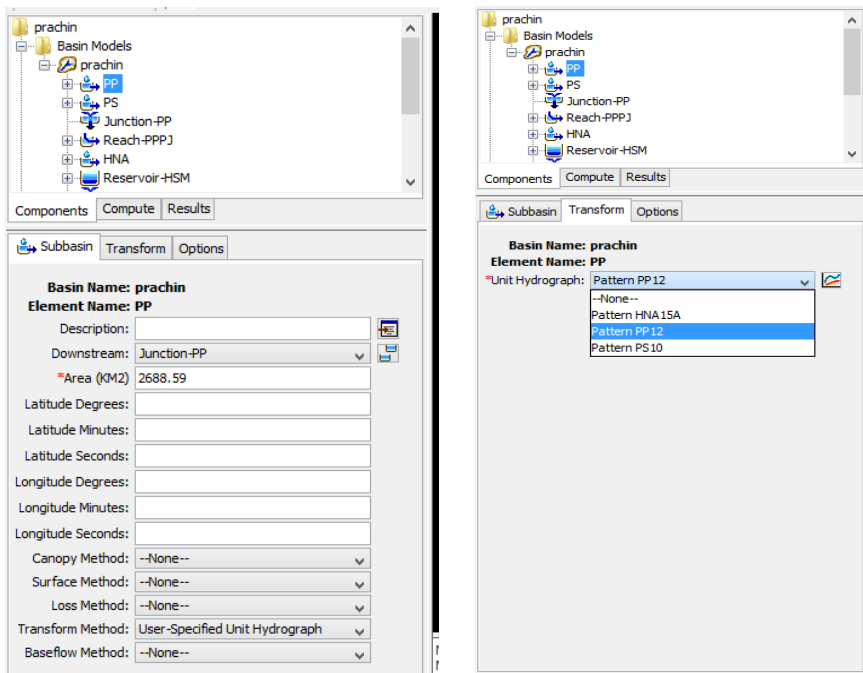 prachin
Basin Models
prachin
PP
PS
Junction-PP
Reach-PPPJ
HNA
Reservoir-HSM
Components Compute Results
Subbasin Transform Options
Basin Name: prachin
Element Name: PP
Description:
Downstream: Junction-PP
*Area (KM2) 2688.59
Latitude Degrees:
Latitude Minutes:
Latitude Seconds:
Longitude Degrees:
Longitude Minutes:
Longitude Seconds:
Canopy Method: --None--
Surface Method: --None--
Loss Method: --None--
Transform Method: User-Specified Unit Hydrograph
Baseflow Method: --None--
prachin
Basin Models
prachin
PP
PS
Junction-PP
Reach-PPPJ
HNA
Reservoir-HSM
Components Compute Results
Subbasin Transform Options
Basin Name: prachin
Element Name: PP
*Unit Hydrograph: Pattern PP12
--None--
Pattern HNA15A
Pattern PP12
Pattern PS10